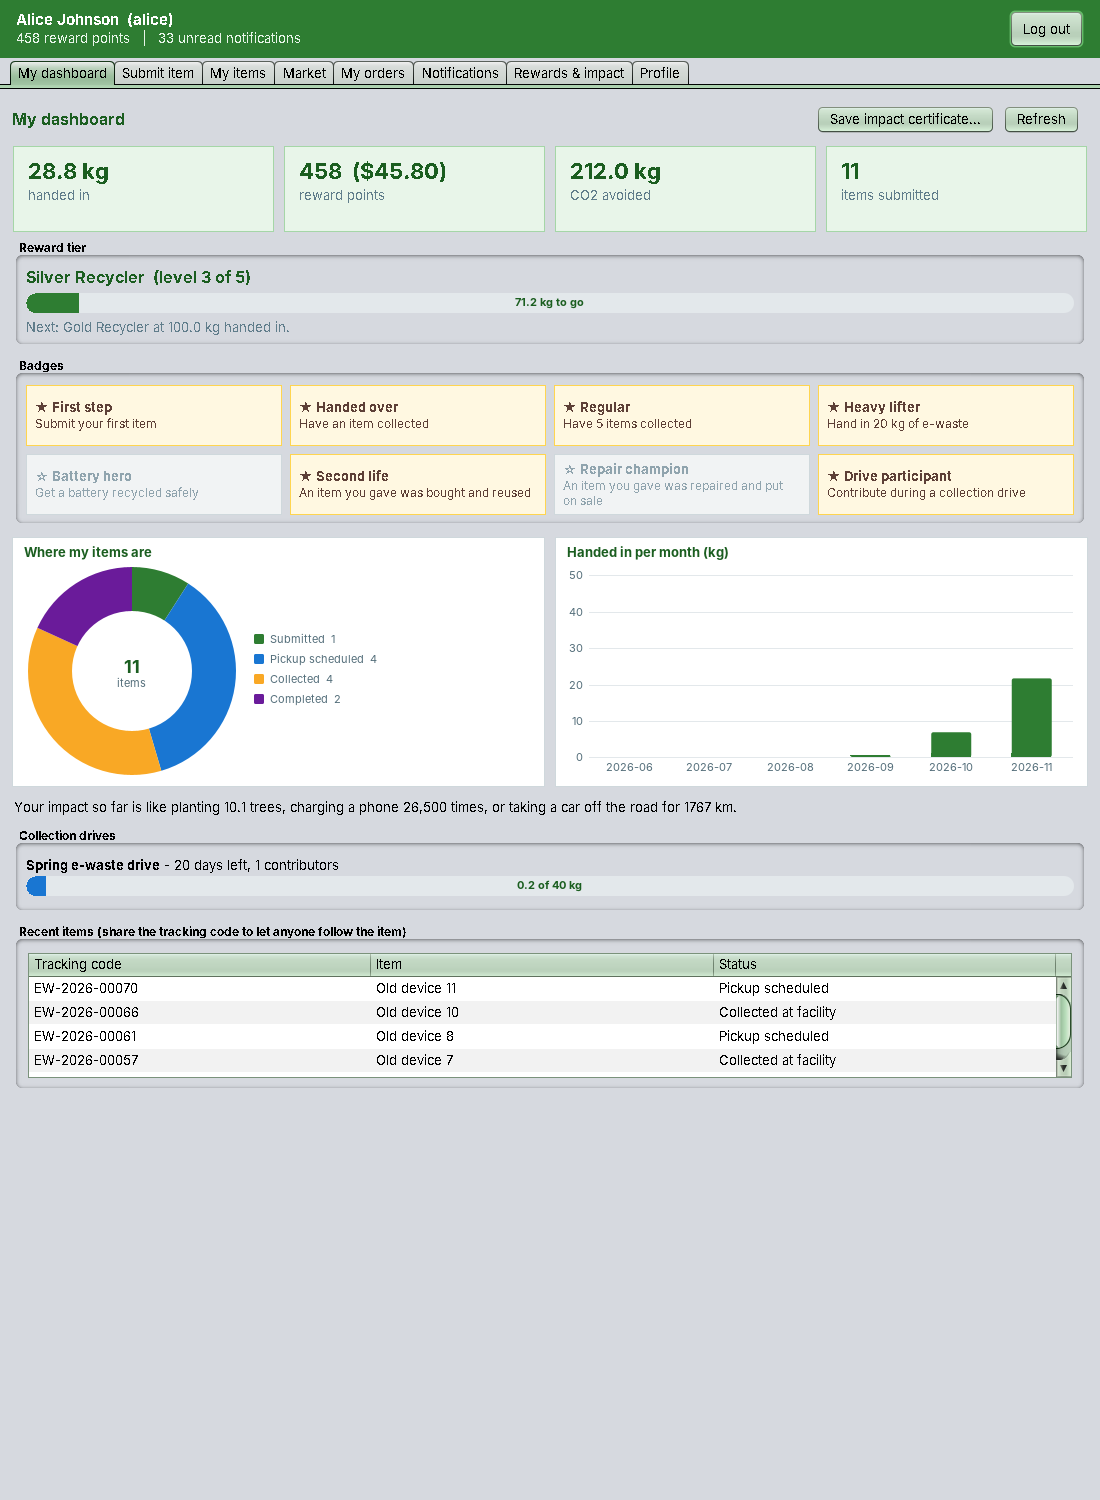 Alice Johnson  (alice)
458 reward points | 33 unread notifications
Log out
My dashboard
Submit item
My items
Market
My orders
Notifications
Rewards & impact
Profile
My dashboard
Save impact certificate...
Refresh
28.8 kg
handed in
458  ($45.80)
reward points
212.0 kg
CO2 avoided
11
items submitted
Reward tier
Silver Recycler  (level 3 of 5)
71.2 kg to go
Next: Gold Recycler at 100.0 kg handed in.
Badges
★ First step
Submit your first item
★ Handed over
Have an item collected
★ Regular
Have 5 items collected
★ Heavy lifter
Hand in 20 kg of e-waste
☆ Battery hero
Get a battery recycled safely
★ Second life
An item you gave was bought and reused
☆ Repair champion
An item you gave was repaired and put
on sale
★ Drive participant
Contribute during a collection drive
Where my items are
11
items
Submitted 1
Pickup scheduled 4
Collected 4
Completed 2
Handed in per month (kg)
50
40
30
20
10
0
2026-06 2026-07 2026-08 2026-09 2026-10 2026-11
Your impact so far is like planting 10.1 trees, charging a phone 26,500 times, or taking a car off the road for 1767 km.
Collection drives
Spring e-waste drive - 20 days left, 1 contributors
0.2 of 40 kg
Recent items (share the tracking code to let anyone follow the item)
Tracking code Item Status
EW-2026-00070 Old device 11 Pickup scheduled
EW-2026-00066 Old device 10 Collected at facility
EW-2026-00061 Old device 8 Pickup scheduled
EW-2026-00057 Old device 7 Collected at facility